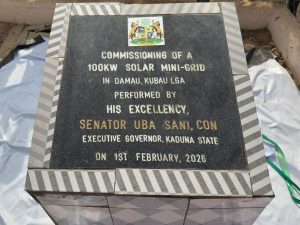 COMMISSIONING OF A
100KW SOLAR MINI-GRID
IN DAMAU, KUBAU LGA
PERFORMED BY
HIS EXCELLENCY,
SENATOR UBA SANI, CON
EXECUTIVE GOVERNOR, KADUNA STATE
ON 1ST FEBRUARY, 2026